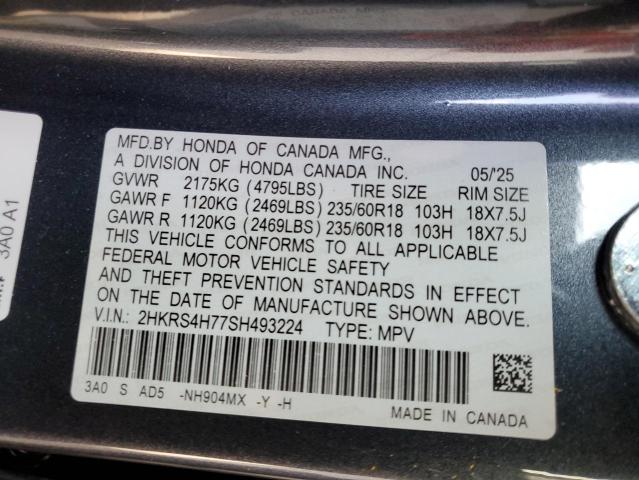 MFD.BY HONDA OF CANADA MFG.,
A DIVISION OF HONDA CANADA INC. 05/'25
GVWR 2175KG (4795LBS) TIRE SIZE RIM SIZE
GAWR F 1120KG (2469LBS) 235/60R18 103H 18X7.5J
GAWR R 1120KG (2469LBS) 235/60R18 103H 18X7.5J
THIS VEHICLE CONFORMS TO ALL APPLICABLE
FEDERAL MOTOR VEHICLE SAFETY
AND THEFT PREVENTION STANDARDS IN EFFECT
ON THE DATE OF MANUFACTURE SHOWN ABOVE.
V.I.N.: 2HKRS4H77SH493224 TYPE: MPV
3A0 S AD5 -NH904MX -Y -H
MADE IN CANADA
3A0 A1